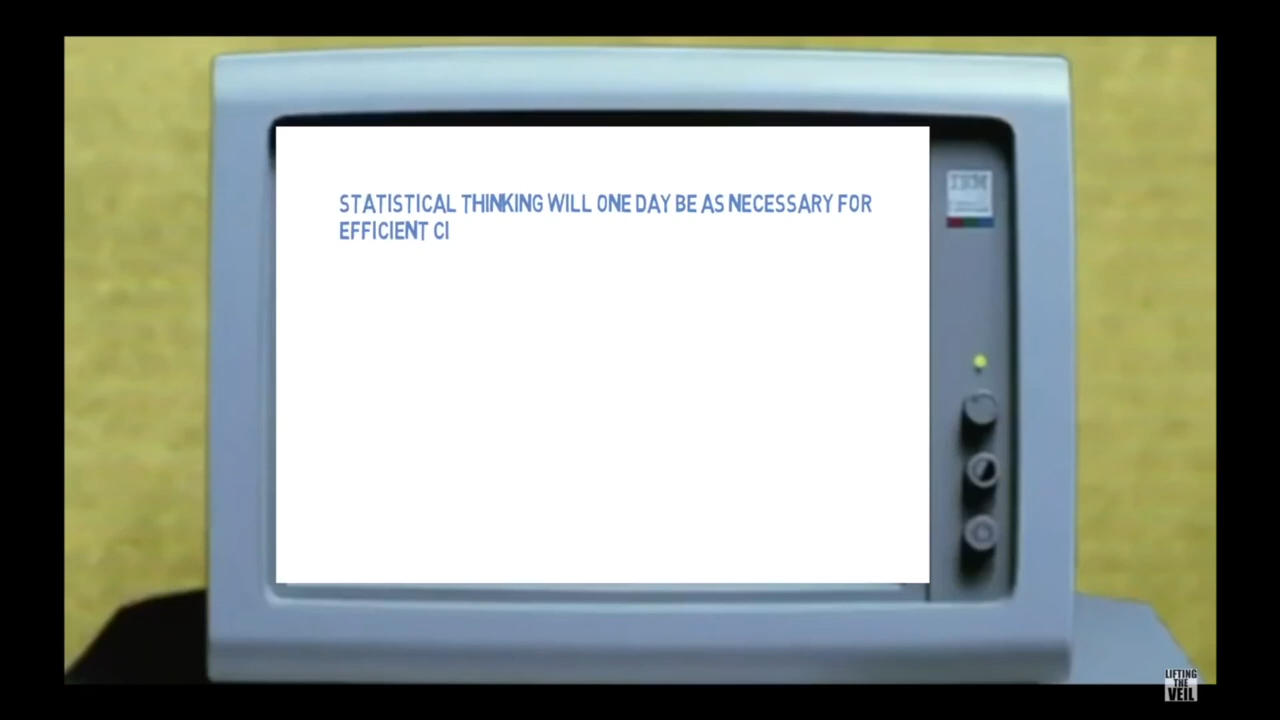 STATISTICAL THINKING WILL ONE DAY BE AS NECESSARY FOR
EFFICIENT CI
IBM
LIFTING
THE
VEIL